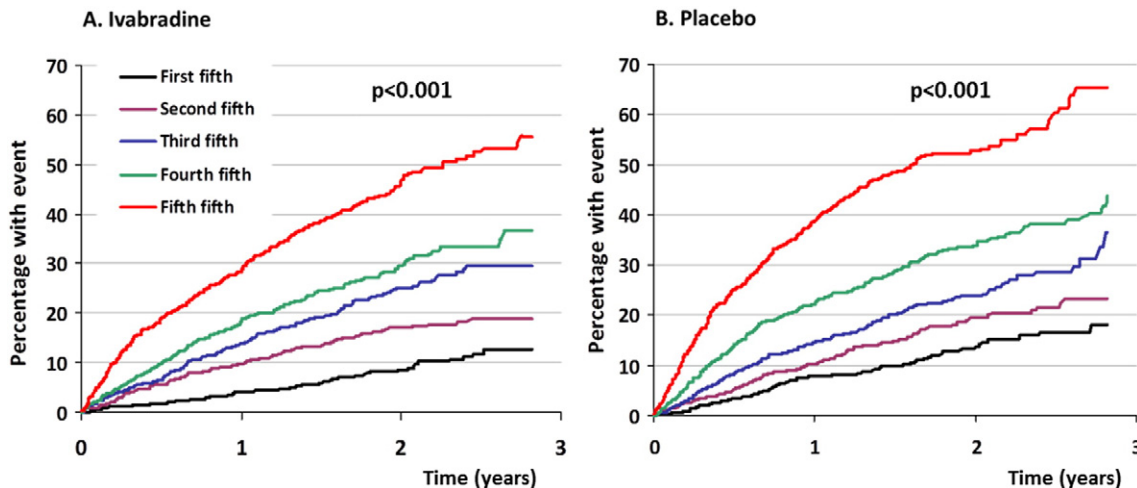 A. Ivabradine
Percentage with event
70
60
50
40
30
20
10
0
First fifth
Second fifth
Third fifth
Fourth fifth
Fifth fifth
p<0.001
0 1 2 3
Time (years)
B. Placebo
Percentage with event
70
60
50
40
30
20
10
0
p<0.001
0 1 2 3
Time (years)